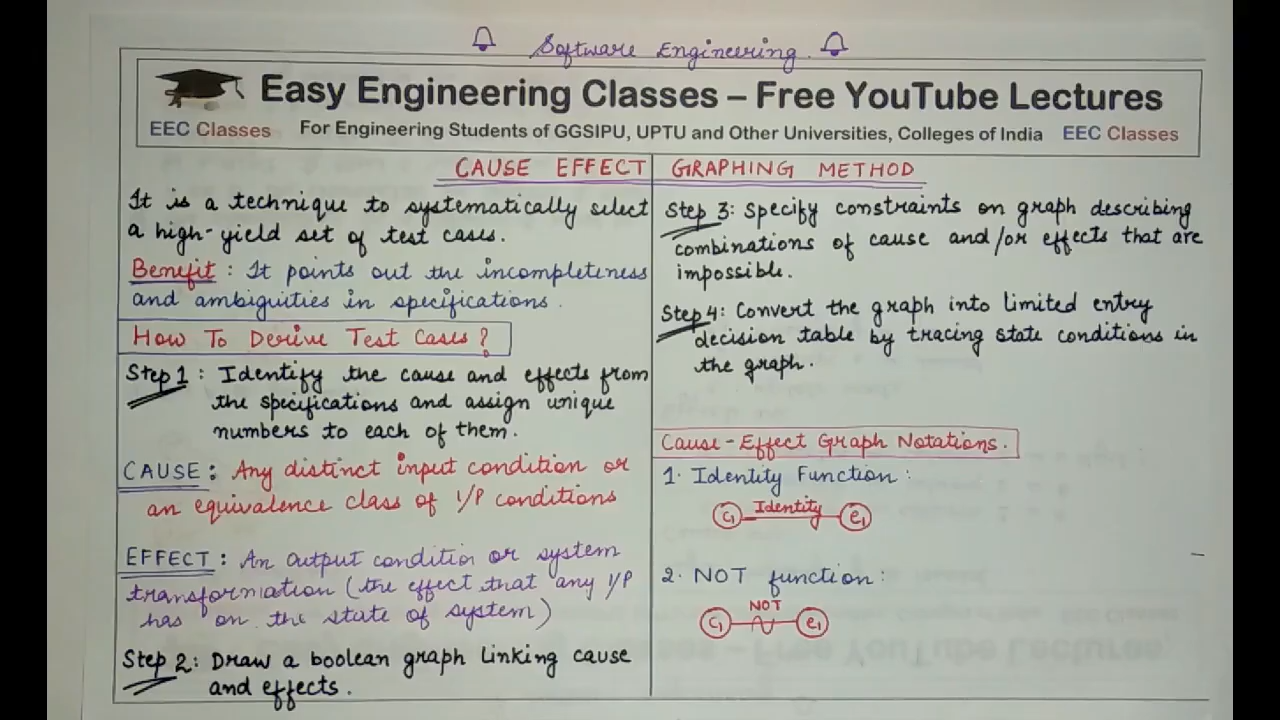 Software Engineering.
Easy Engineering Classes – Free YouTube Lectures
EEC Classes For Engineering Students of GGSIPU, UPTU and Other Universities, Colleges of India EEC Classes
CAUSE EFFECT GRAPHING METHOD
It is a technique to systematically select
a high-yield set of test cases.
Benefit: It points out the incompleteness
and ambiguities in specifications.
How To Derive Test Cases?
Step 1: Identify the cause and effects from
the specifications and assign unique
numbers to each of them.
CAUSE: Any distinct input condition or
an equivalence class of I/P conditions
EFFECT: An output condition or system
transformation (the effect that any I/P
has on the state of system)
Step 2: Draw a boolean graph linking cause
and effects.
Step 3: Specify constraints on graph describing
combinations of cause and/or effects that are
impossible.
Step 4: Convert the graph into limited entry
decision table by tracing state conditions in
the graph.
Cause-Effect Graph Notations.
1. Identity Function:
C1 Identity e1
2. NOT function:
NOT
C1 e1